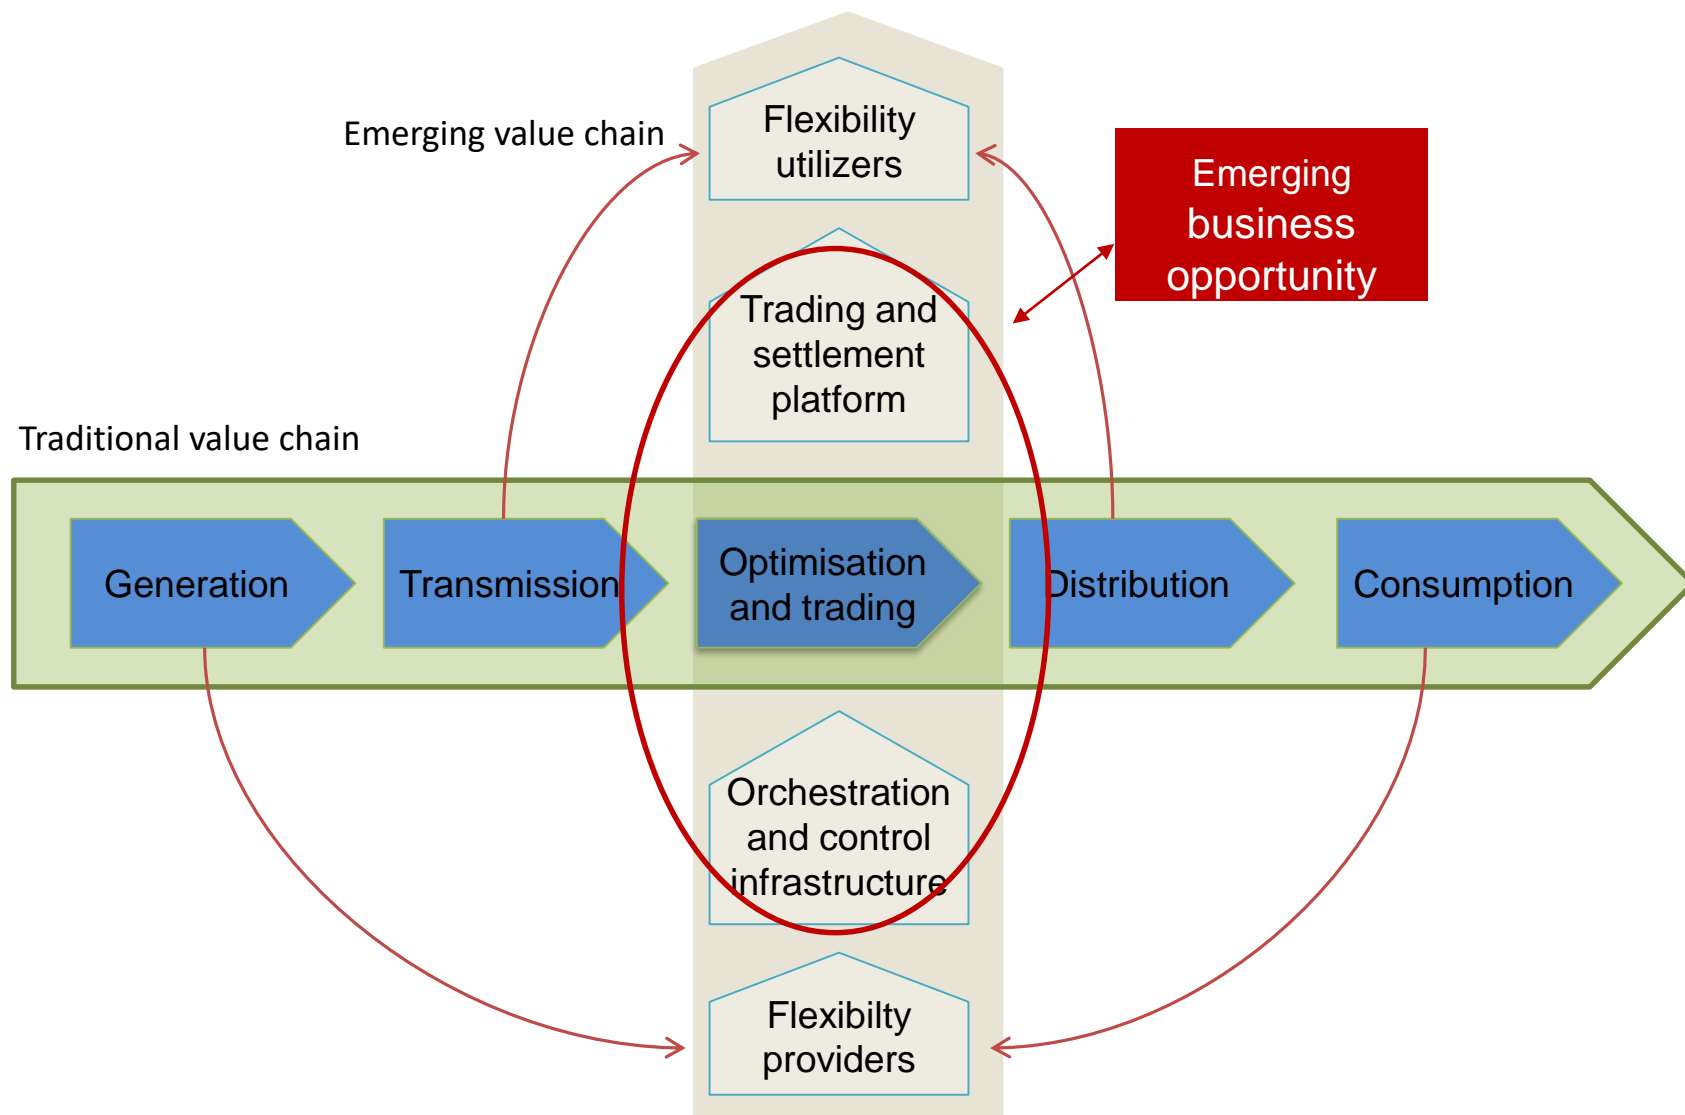 Flexibility
utilizers
Emerging value chain
Emerging
business
opportunity
Trading and
settlement
platform
Traditional value chain
Generation
Transmission
Optimisation
and trading
Distribution
Consumption
Orchestration
and control
infrastructure
Flexibilty
providers